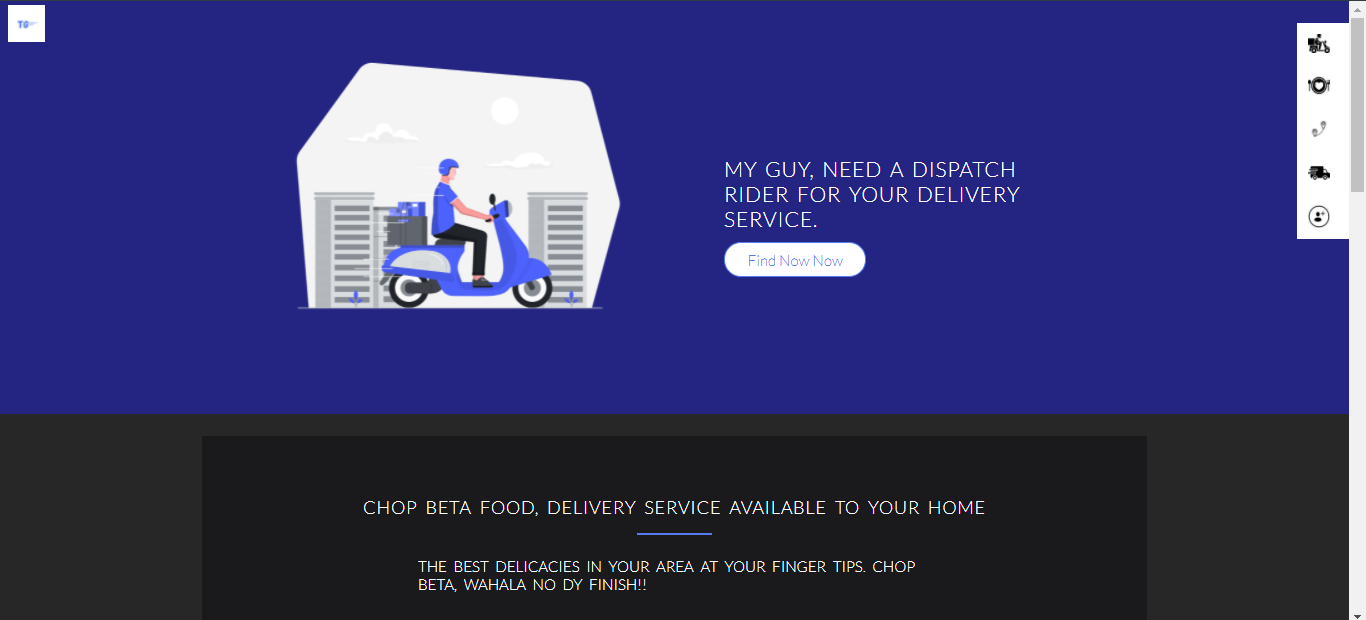 TG
MY GUY, NEED A DISPATCH
RIDER FOR YOUR DELIVERY
SERVICE.
Find Now Now
CHOP BETA FOOD, DELIVERY SERVICE AVAILABLE TO YOUR HOME
THE BEST DELICACIES IN YOUR AREA AT YOUR FINGER TIPS. CHOP
BETA, WAHALA NO DY FINISH!!